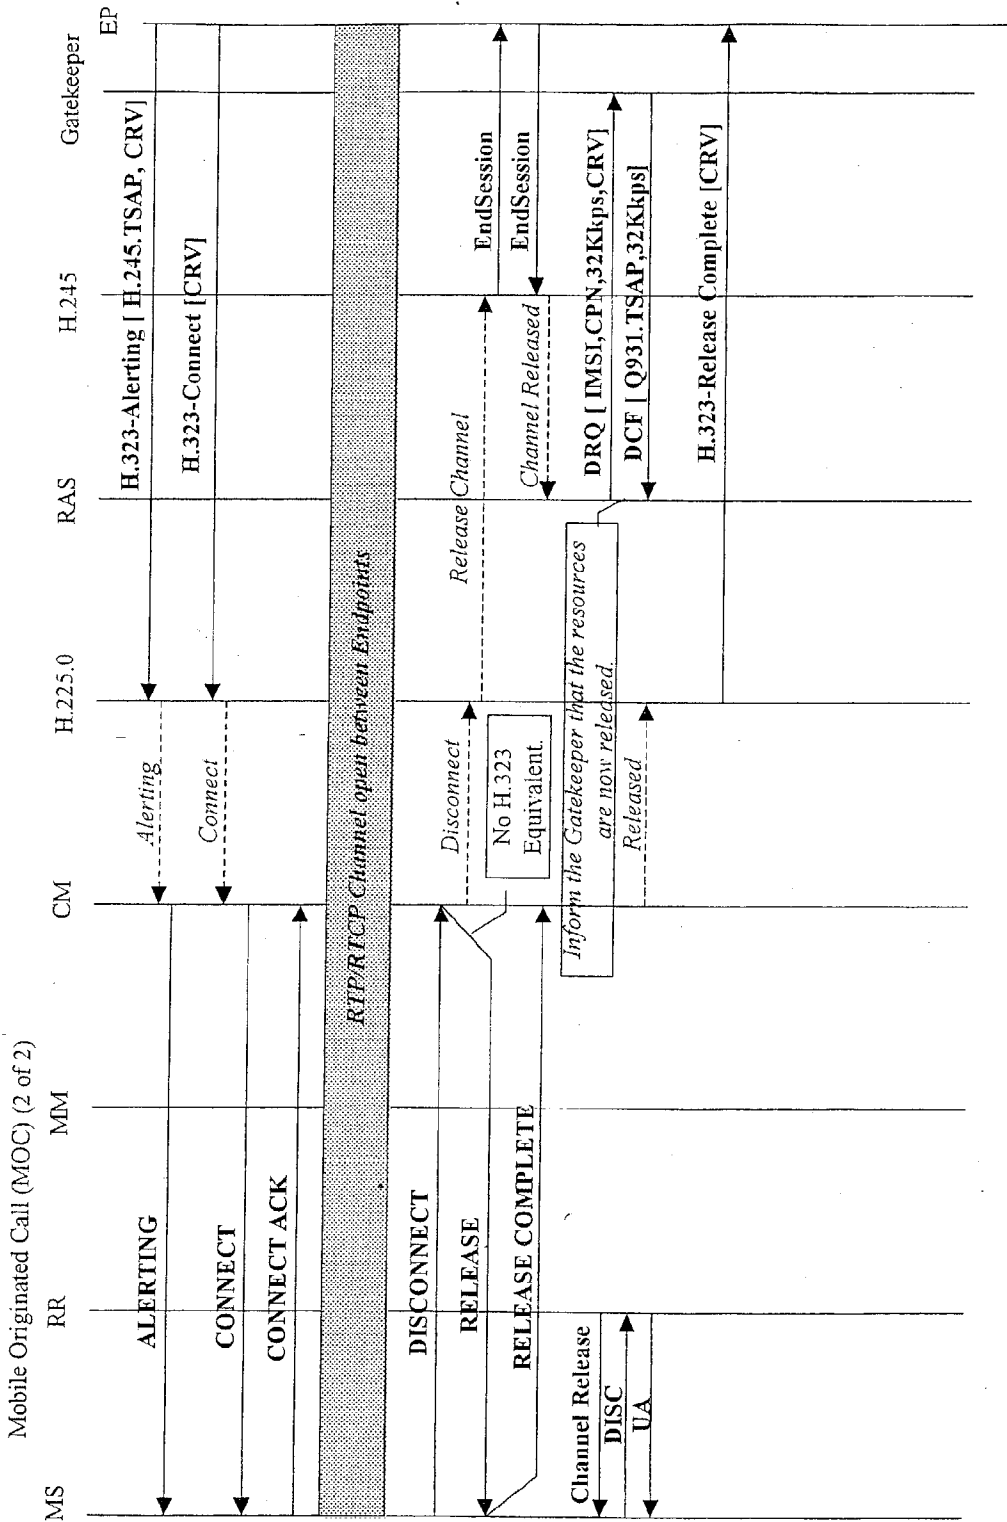 Mobile Originated Call (MOC) (2 of 2)
MS
RR
MM
CM
H.225.0
RAS
H.245
Gatekeeper
EP
H.323-Alerting [ H.245.TSAP, CRV]
Alerting
ALERTING
H.323-Connect [CRV]
Connect
CONNECT
CONNECT ACK
RTP/RTCP Channel open between Endpoints
DISCONNECT
Disconnect
Release Channel
EndSession
RELEASE
No H.323
Equivalent.
EndSession
RELEASE COMPLETE
Channel Released
Inform the Gatekeeper that the resources
are now released.
Channel Release
DRQ [ IMSI,CPN,32Kkps,CRV]
DISC
DCF [ Q931.TSAP,32Kkps]
UA
Released
H.323-Release Complete [CRV]